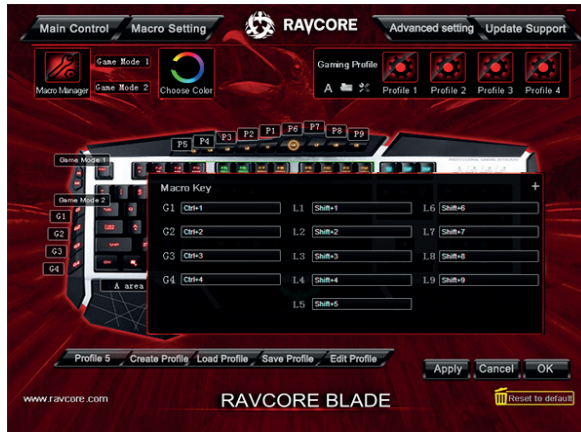 Main Control Macro Setting RAVCORE Advanced setting Update Support
Game Mode 1
Gaming Profile
Game Mode 2
A
Macro Manager Choose Color Profile 1 Profile 2 Profile 3 Profile 4
P5 P4 P3 P2 P1 P6 P7 P8 P9
Game Mode 1
Game Mode 2
G1
G2
G3
G4
A area
Macro Key +
G1 Ctrl+1 L1 Shift+1 L6 Shift+6
G2 Ctrl+2 L2 Shift+2 L7 Shift+7
G3 Ctrl+3 L3 Shift+3 L8 Shift+8
G4 Ctrl+4 L4 Shift+4 L9 Shift+9
L5 Shift+5
Profile 5 Create Profile Load Profile Save Profile Edit Profile
Apply Cancel OK
www.ravcore.com RAVCORE BLADE Reset to default